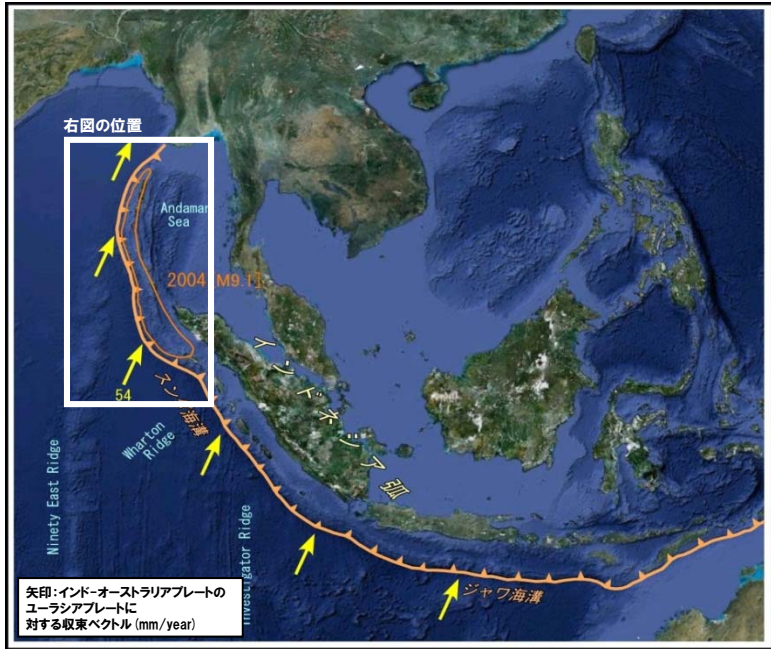 右図の位置
Andaman
Sea
2004 [M9.1]
54
スンダ海溝
Wharton
Ridge
Ninety East Ridge
Investigator Ridge
インドネシア弧
ジャワ海溝
矢印:インド-オーストラリアプレートの
ユーラシアプレートに
対する収束ベクトル(mm/year)